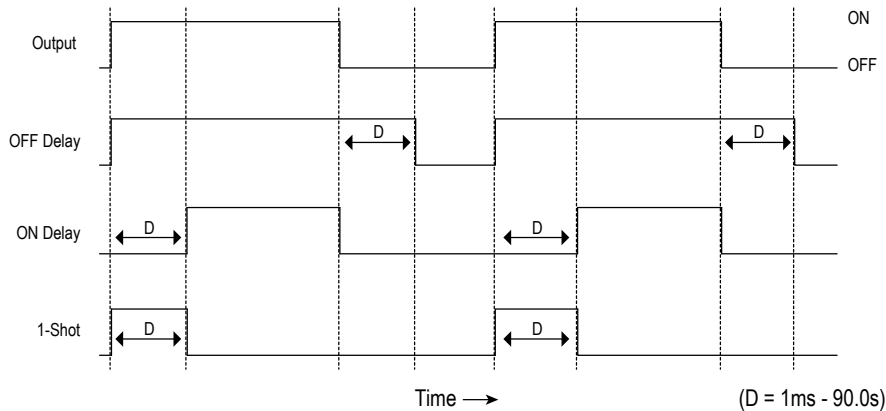 Output
ON
OFF
OFF Delay
D
D
ON Delay
D
D
1-Shot
D
D
Time
(D = 1ms - 90.0s)